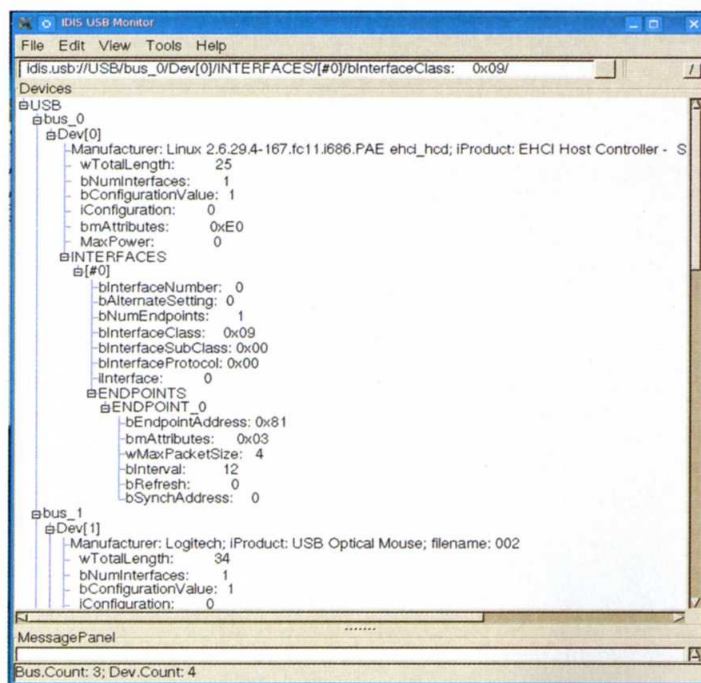 IDIS USB Monitor
File Edit View Tools Help
idis.usb://USB/bus_0/Dev[0]/INTERFACES/[#0]/bInterfaceClass: 0x09/
/
Devices
USB
bus_0
Dev[0]
Manufacturer: Linux 2.6.29.4-167.fc11.i686.PAE ehci_hcd; iProduct: EHCI Host Controller - S
wTotalLength: 25
bNumInterfaces: 1
bConfigurationValue: 1
iConfiguration: 0
bmAttributes: 0xE0
MaxPower: 0
INTERFACES
[#0]
bInterfaceNumber: 0
bAlternateSetting: 0
bNumEndpoints: 1
bInterfaceClass: 0x09
bInterfaceSubClass: 0x00
bInterfaceProtocol: 0x00
iInterface: 0
ENDPOINTS
ENDPOINT_0
bEndpointAddress: 0x81
bmAttributes: 0x03
wMaxPacketSize: 4
bInterval: 12
bRefresh: 0
bSynchAddress: 0
bus_1
Dev[1]
Manufacturer: Logitech; iProduct: USB Optical Mouse; filename: 002
wTotalLength: 34
bNumInterfaces: 1
bConfigurationValue: 1
iConfiguration: 0
MessagePanel
Bus.Count: 3; Dev.Count: 4